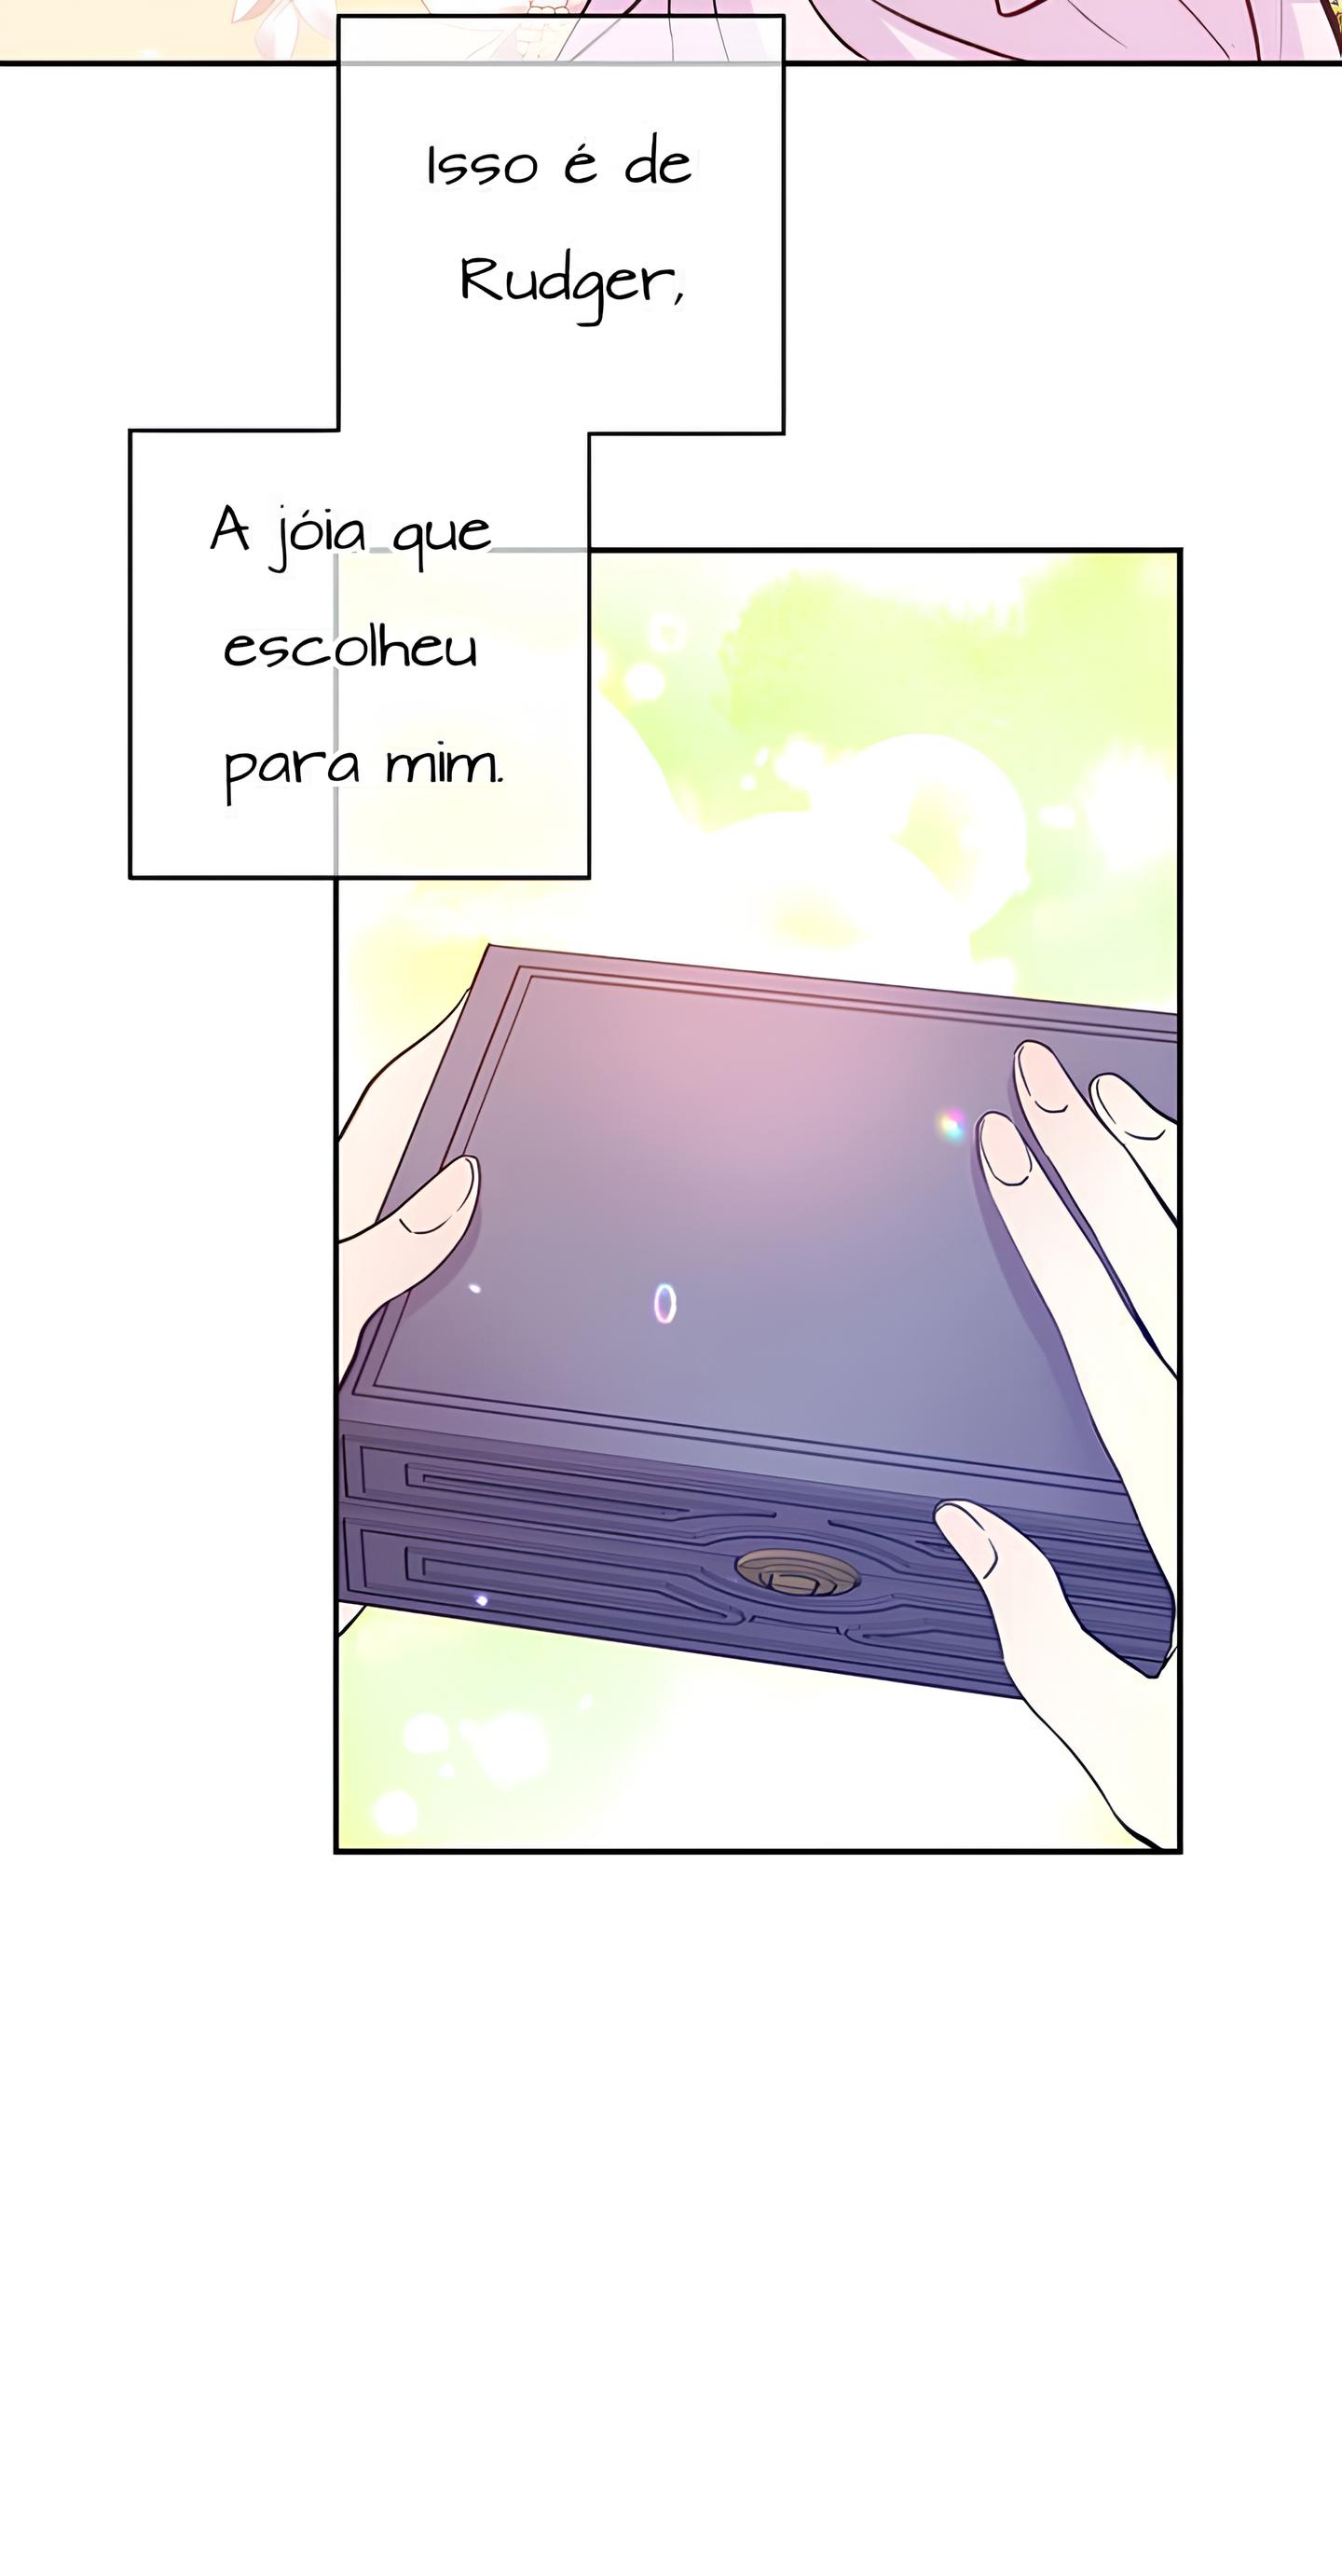 Isso é de
Rudger,
A jóia que
escolheu
para mim.